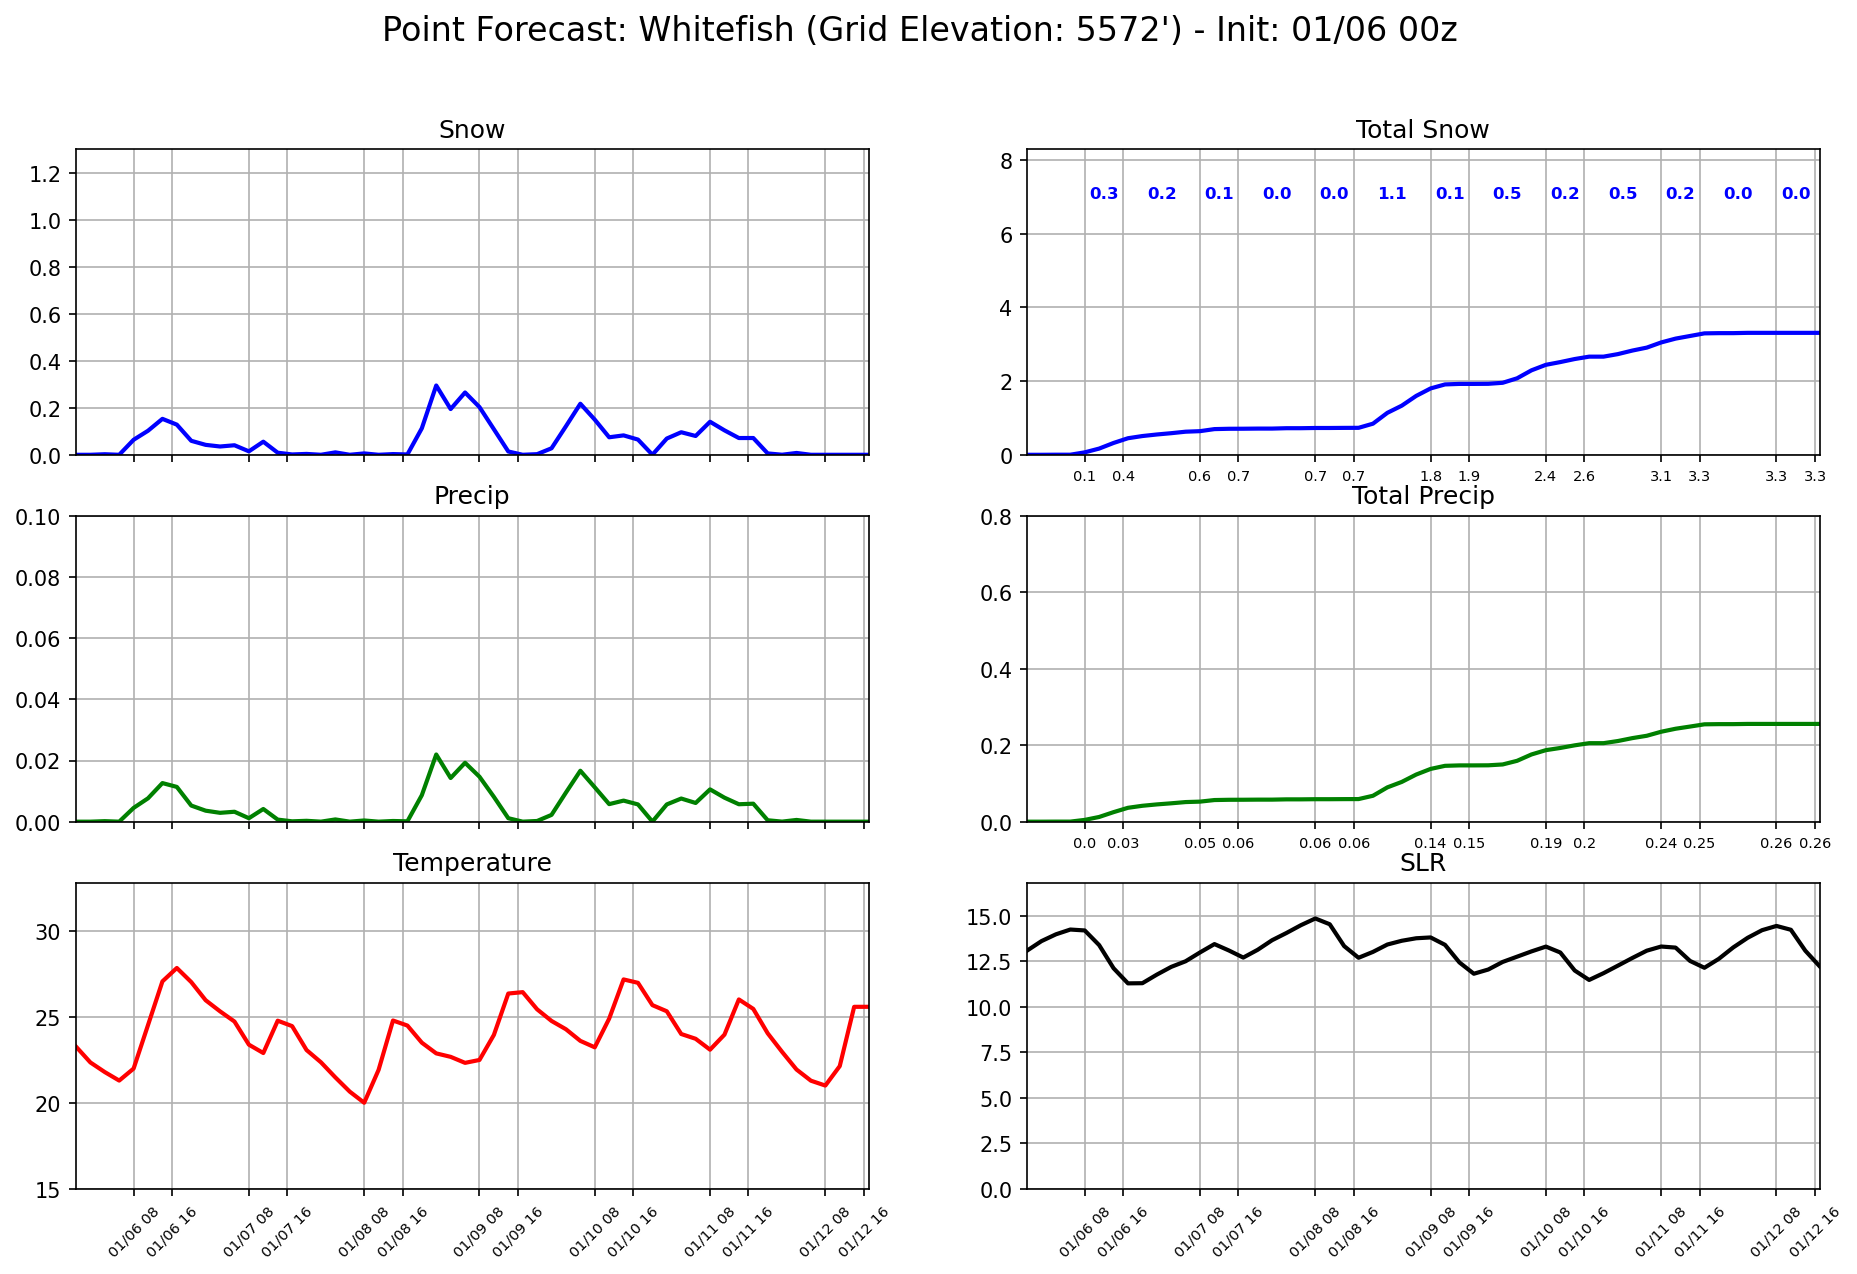 Point Forecast: Whitefish (Grid Elevation: 5572') - Init: 01/06 00z
Snow
1.2
1.0
0.8
0.6
0.4
0.2
0.0
Total Snow
8
6
4
2
0
0.3 0.2 0.1 0.0 0.0 1.1 0.1 0.5 0.2 0.5 0.2 0.0 0.0
0.1 0.4 0.6 0.7 0.7 0.7 1.8 1.9 2.4 2.6 3.1 3.3 3.3 3.3
Precip
0.10
0.08
0.06
0.04
0.02
0.00
Total Precip
0.8
0.6
0.4
0.2
0.0
0.0 0.03 0.05 0.06 0.06 0.06 0.14 0.15 0.19 0.2 0.24 0.25 0.26 0.26
Temperature
30
25
20
15
01/06 08 01/06 16 01/07 08 01/07 16 01/08 08 01/08 16 01/09 08 01/09 16 01/10 08 01/10 16 01/11 08 01/11 16 01/12 08 01/12 16
SLR
15.0
12.5
10.0
7.5
5.0
2.5
0.0
01/06 08 01/06 16 01/07 08 01/07 16 01/08 08 01/08 16 01/09 08 01/09 16 01/10 08 01/10 16 01/11 08 01/11 16 01/12 08 01/12 16